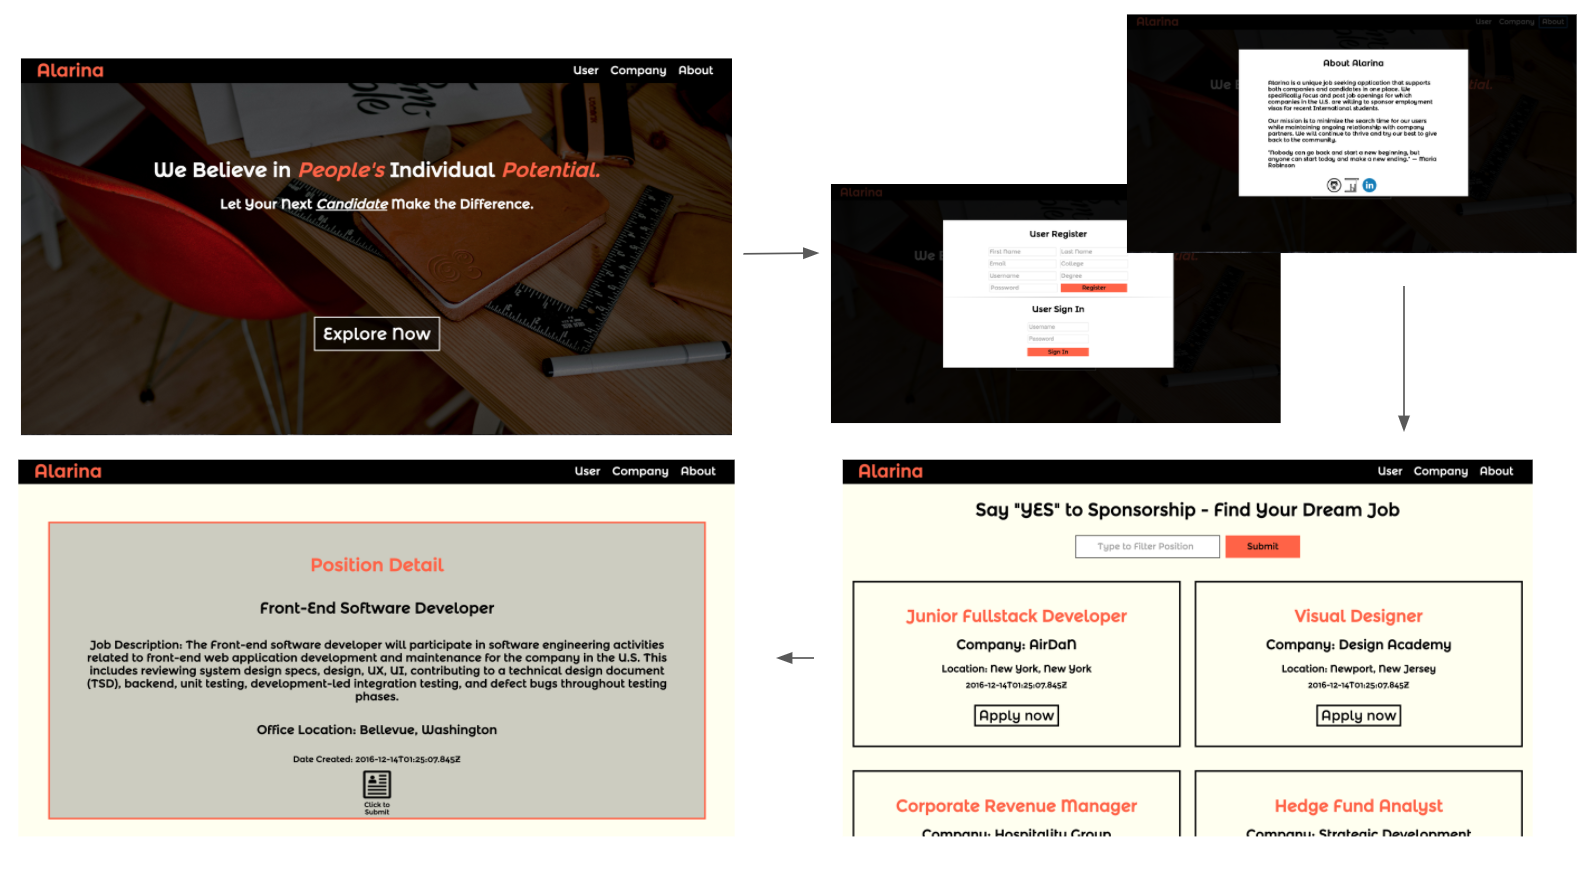 Alarina
User Company About
We Believe in People's Individual Potential.
Let Your Next Candidate Make the Difference.
Explore Now
Alarina
We B
ial.
User Register
First Name Last Name
Email College
Username Degree
Password Register
User Sign In
Username
Password
Sign In
Alarina
User Company About
We B
tial.
About Alarina
Alarina is a unique job seeking application that supports
both companies and candidates in one place. We
specifically focus and post job openings for which
companies in the U.S. are willing to sponsor employment
visas for recent International students.
Our mission is to minimize the search time for our users
while maintaining ongoing relationship with company
partners. We will continue to thrive and try our best to give
back to the community.
"Nobody can go back and start a new beginning, but
anyone can start today and make a new ending." — Maria
Robinson
in
Alarina
User Company About
Say "YES" to Sponsorship - Find Your Dream Job
Type to Filter Position Submit
Junior Fullstack Developer
Company: AirDaN
Location: New York, New York
2016-12-14T01:25:07.845Z
Apply now
Visual Designer
Company: Design Academy
Location: Newport, New Jersey
2016-12-14T01:25:07.845Z
Apply now
Corporate Revenue Manager
Company: Hospitality Group
Hedge Fund Analyst
Company: Strategic Development
Alarina
User Company About
Position Detail
Front-End Software Developer
Job Description: The Front-end software developer will participate in software engineering activities
related to front-end web application development and maintenance for the company in the U.S. This
includes reviewing system design specs, design, UX, UI, contributing to a technical design document
(TSD), backend, unit testing, development-led integration testing, and defect bugs throughout testing
phases.
Office Location: Bellevue, Washington
Date Created: 2016-12-14T01:25:07.845Z
Click to
Submit